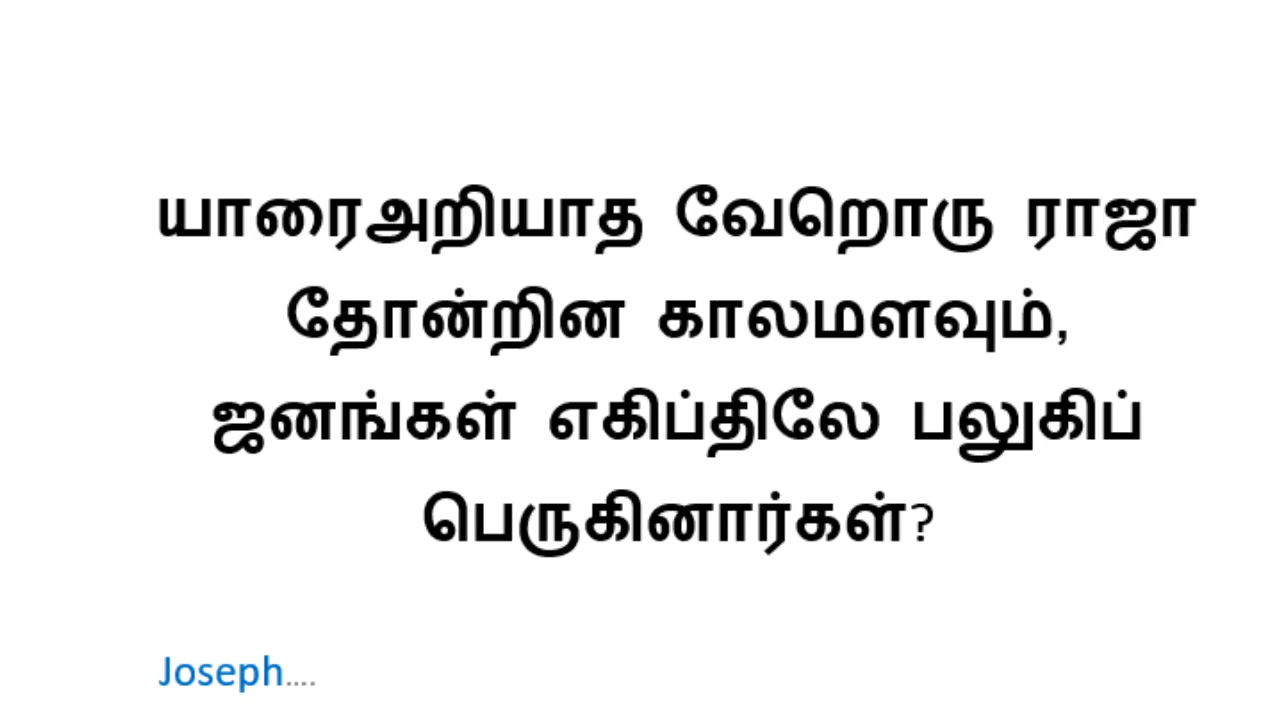 யாரைஅறியாத வேறொரு ராஜா
தோன்றின காலமளவும்,
ஜனங்கள் எகிப்திலே பலுகிப்
பெருகினார்கள்?
Joseph....